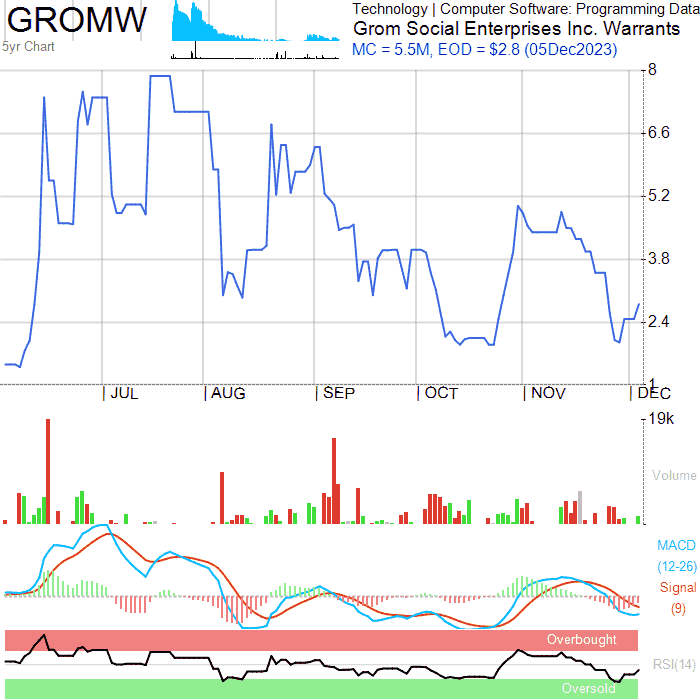 GROMW
5yr Chart
Technology | Computer Software: Programming Data
Grom Social Enterprises Inc. Warrants
MC = 5.5M, EOD = $2.8 (05Dec2023)
8
6.6
5.2
3.8
2.4
1
| JUL | AUG | SEP | OCT | NOV | DEC
19k
Volume
MACD
(12-26)
Signal
(9)
Overbought
RSI(14)
Oversold